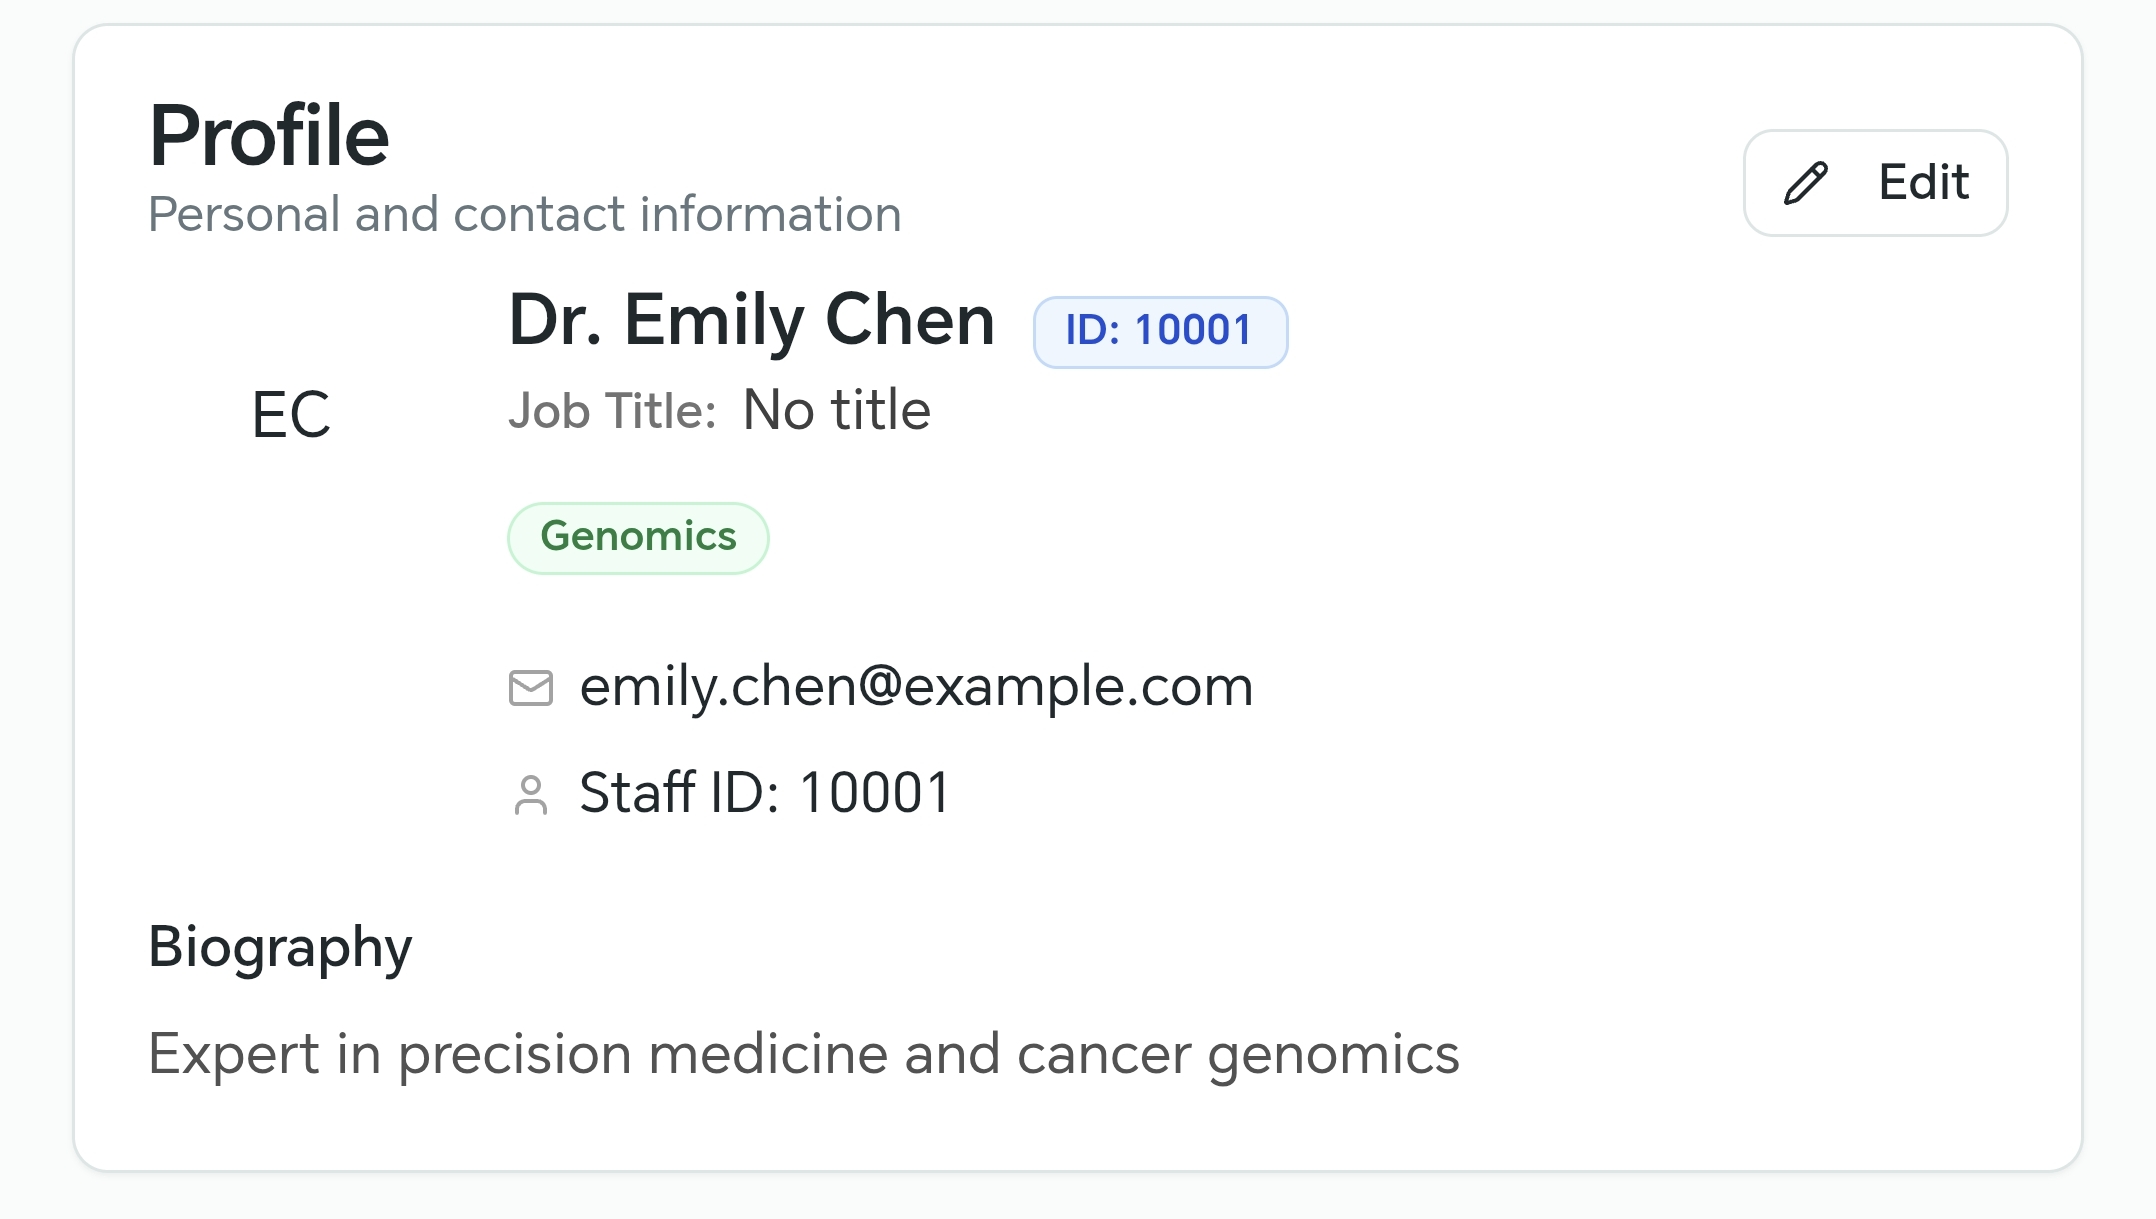 Profile
Personal and contact information
Edit
EC
Dr. Emily Chen ID: 10001
Job Title: No title
Genomics
emily.chen@example.com
Staff ID: 10001
Biography
Expert in precision medicine and cancer genomics